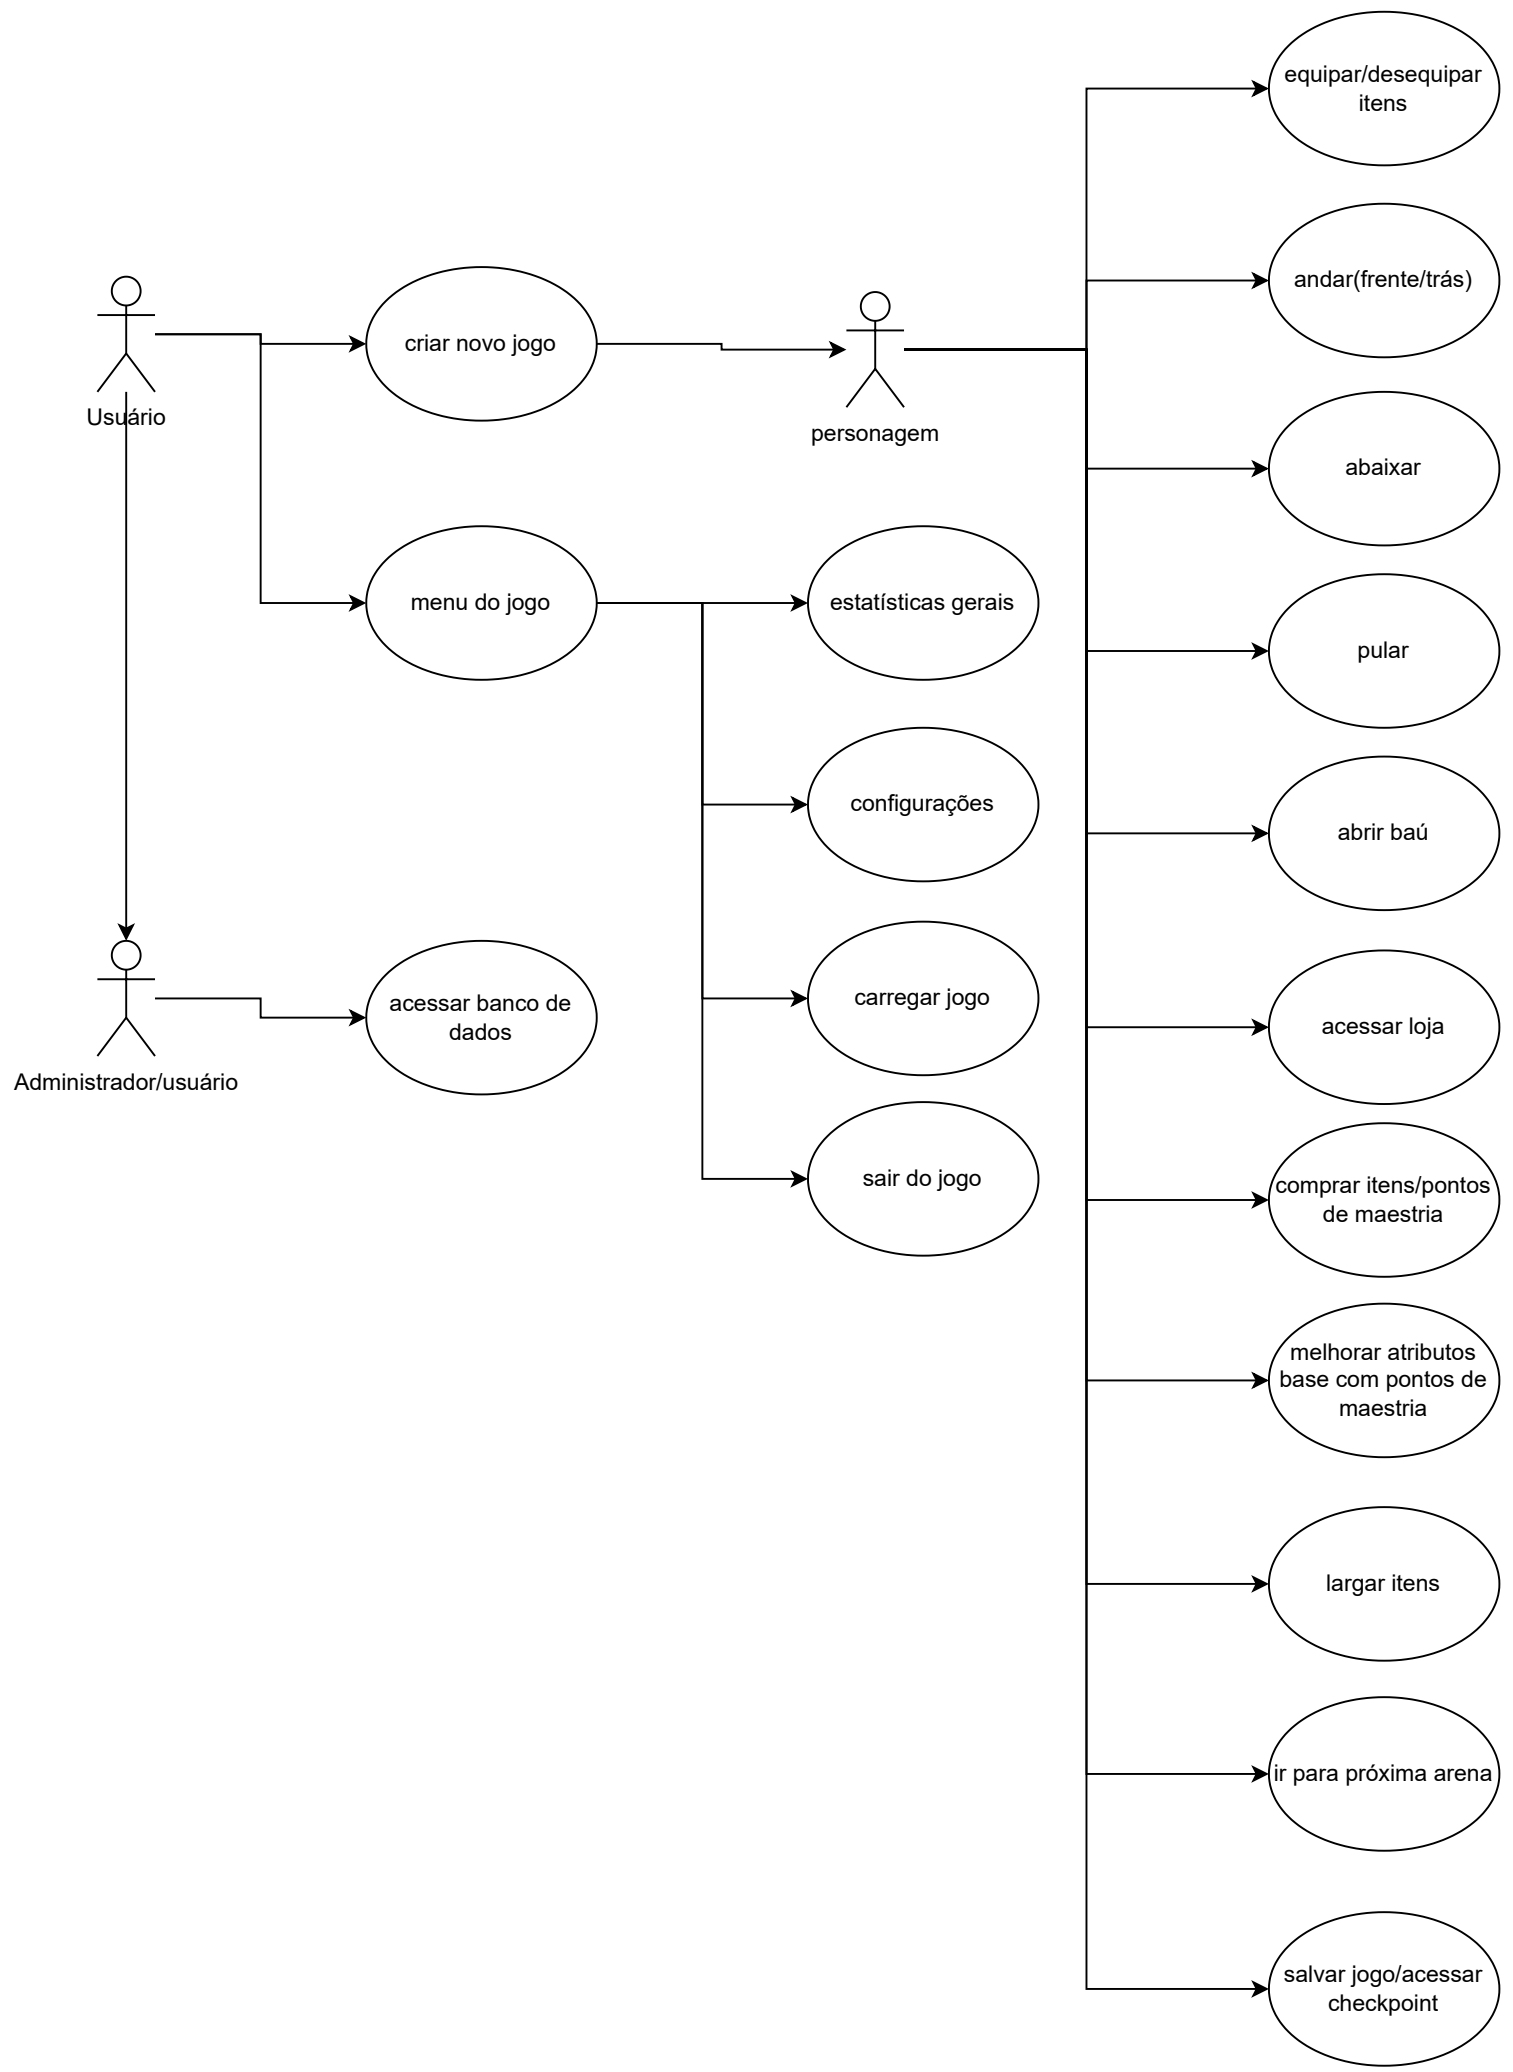 equipar/desequipar
itens
andar(frente/trás)
criar novo jogo
Usuário
personagem
abaixar
menu do jogo
estatísticas gerais
pular
configurações
abrir baú
acessar banco de
dados
carregar jogo
acessar loja
Administrador/usuário
sair do jogo
comprar itens/pontos
de maestria
melhorar atributos
base com pontos de
maestria
largar itens
ir para próxima arena
salvar jogo/acessar
checkpoint